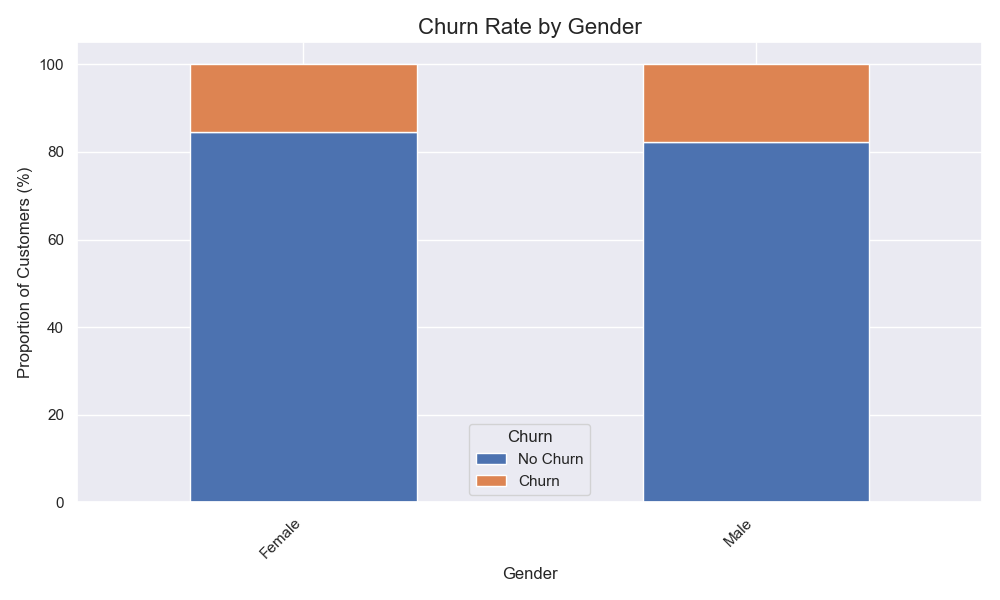 Churn Rate by Gender
Proportion of Customers (%)
100
80
60
40
20
0
Churn
No Churn
Churn
Female
Male
Gender